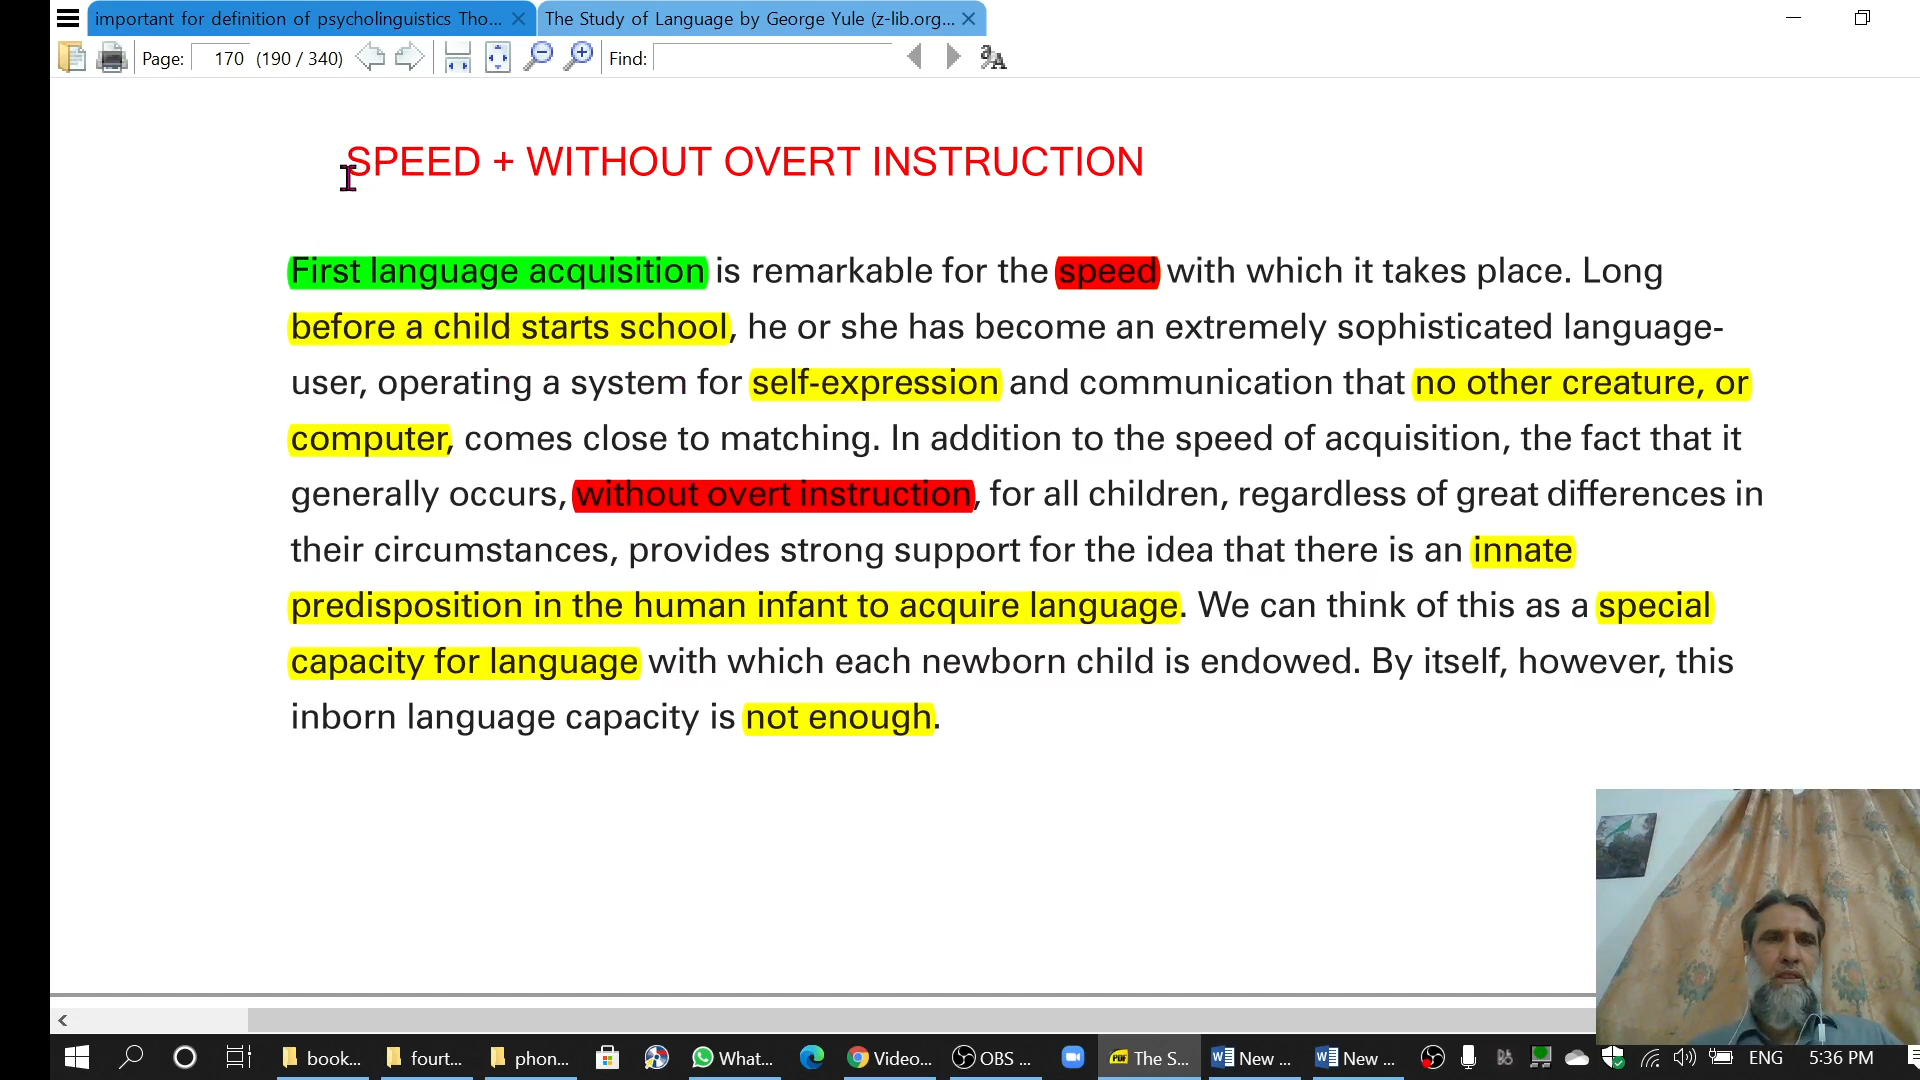 important for definition of psycholinguistics Tho...
The Study of Language by George Yule (z-lib.org...
Page: 170 (190 / 340) Find:
SPEED + WITHOUT OVERT INSTRUCTION
First language acquisition is remarkable for the speed with which it takes place. Long
before a child starts school, he or she has become an extremely sophisticated language-
user, operating a system for self-expression and communication that no other creature, or
computer, comes close to matching. In addition to the speed of acquisition, the fact that it
generally occurs, without overt instruction, for all children, regardless of great differences in
their circumstances, provides strong support for the idea that there is an innate
predisposition in the human infant to acquire language. We can think of this as a special
capacity for language with which each newborn child is endowed. By itself, however, this
inborn language capacity is not enough.
book... fourt... phon... What... Video... OBS ... The S... New ... New ... ENG 5:36 PM